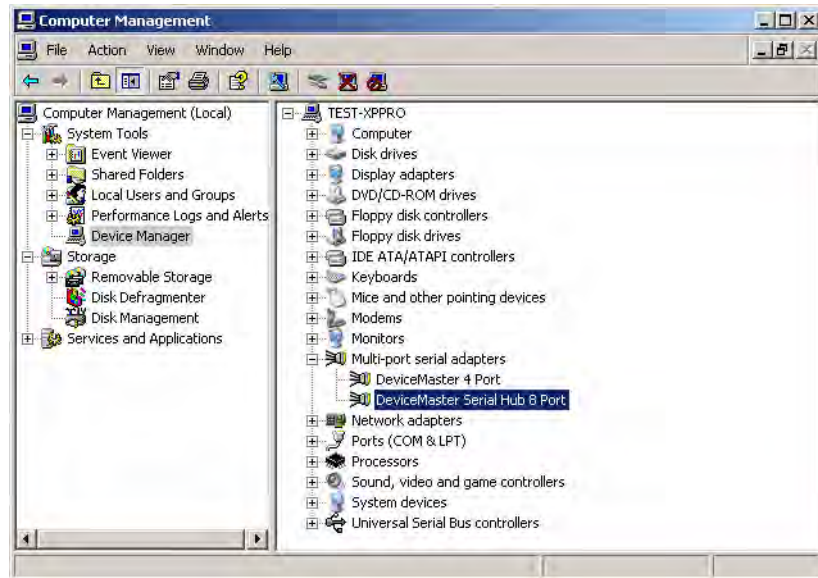 Computer Management
File Action View Window Help
Computer Management (Local)
System Tools
Event Viewer
Shared Folders
Local Users and Groups
Performance Logs and Alerts
Device Manager
Storage
Removable Storage
Disk Defragmenter
Disk Management
Services and Applications
TEST-XPPRO
Computer
Disk drives
Display adapters
DVD/CD-ROM drives
Floppy disk controllers
Floppy disk drives
IDE ATA/ATAPI controllers
Keyboards
Mice and other pointing devices
Modems
Monitors
Multi-port serial adapters
DeviceMaster 4 Port
DeviceMaster Serial Hub 8 Port
Network adapters
Ports (COM & LPT)
Processors
Sound, video and game controllers
System devices
Universal Serial Bus controllers